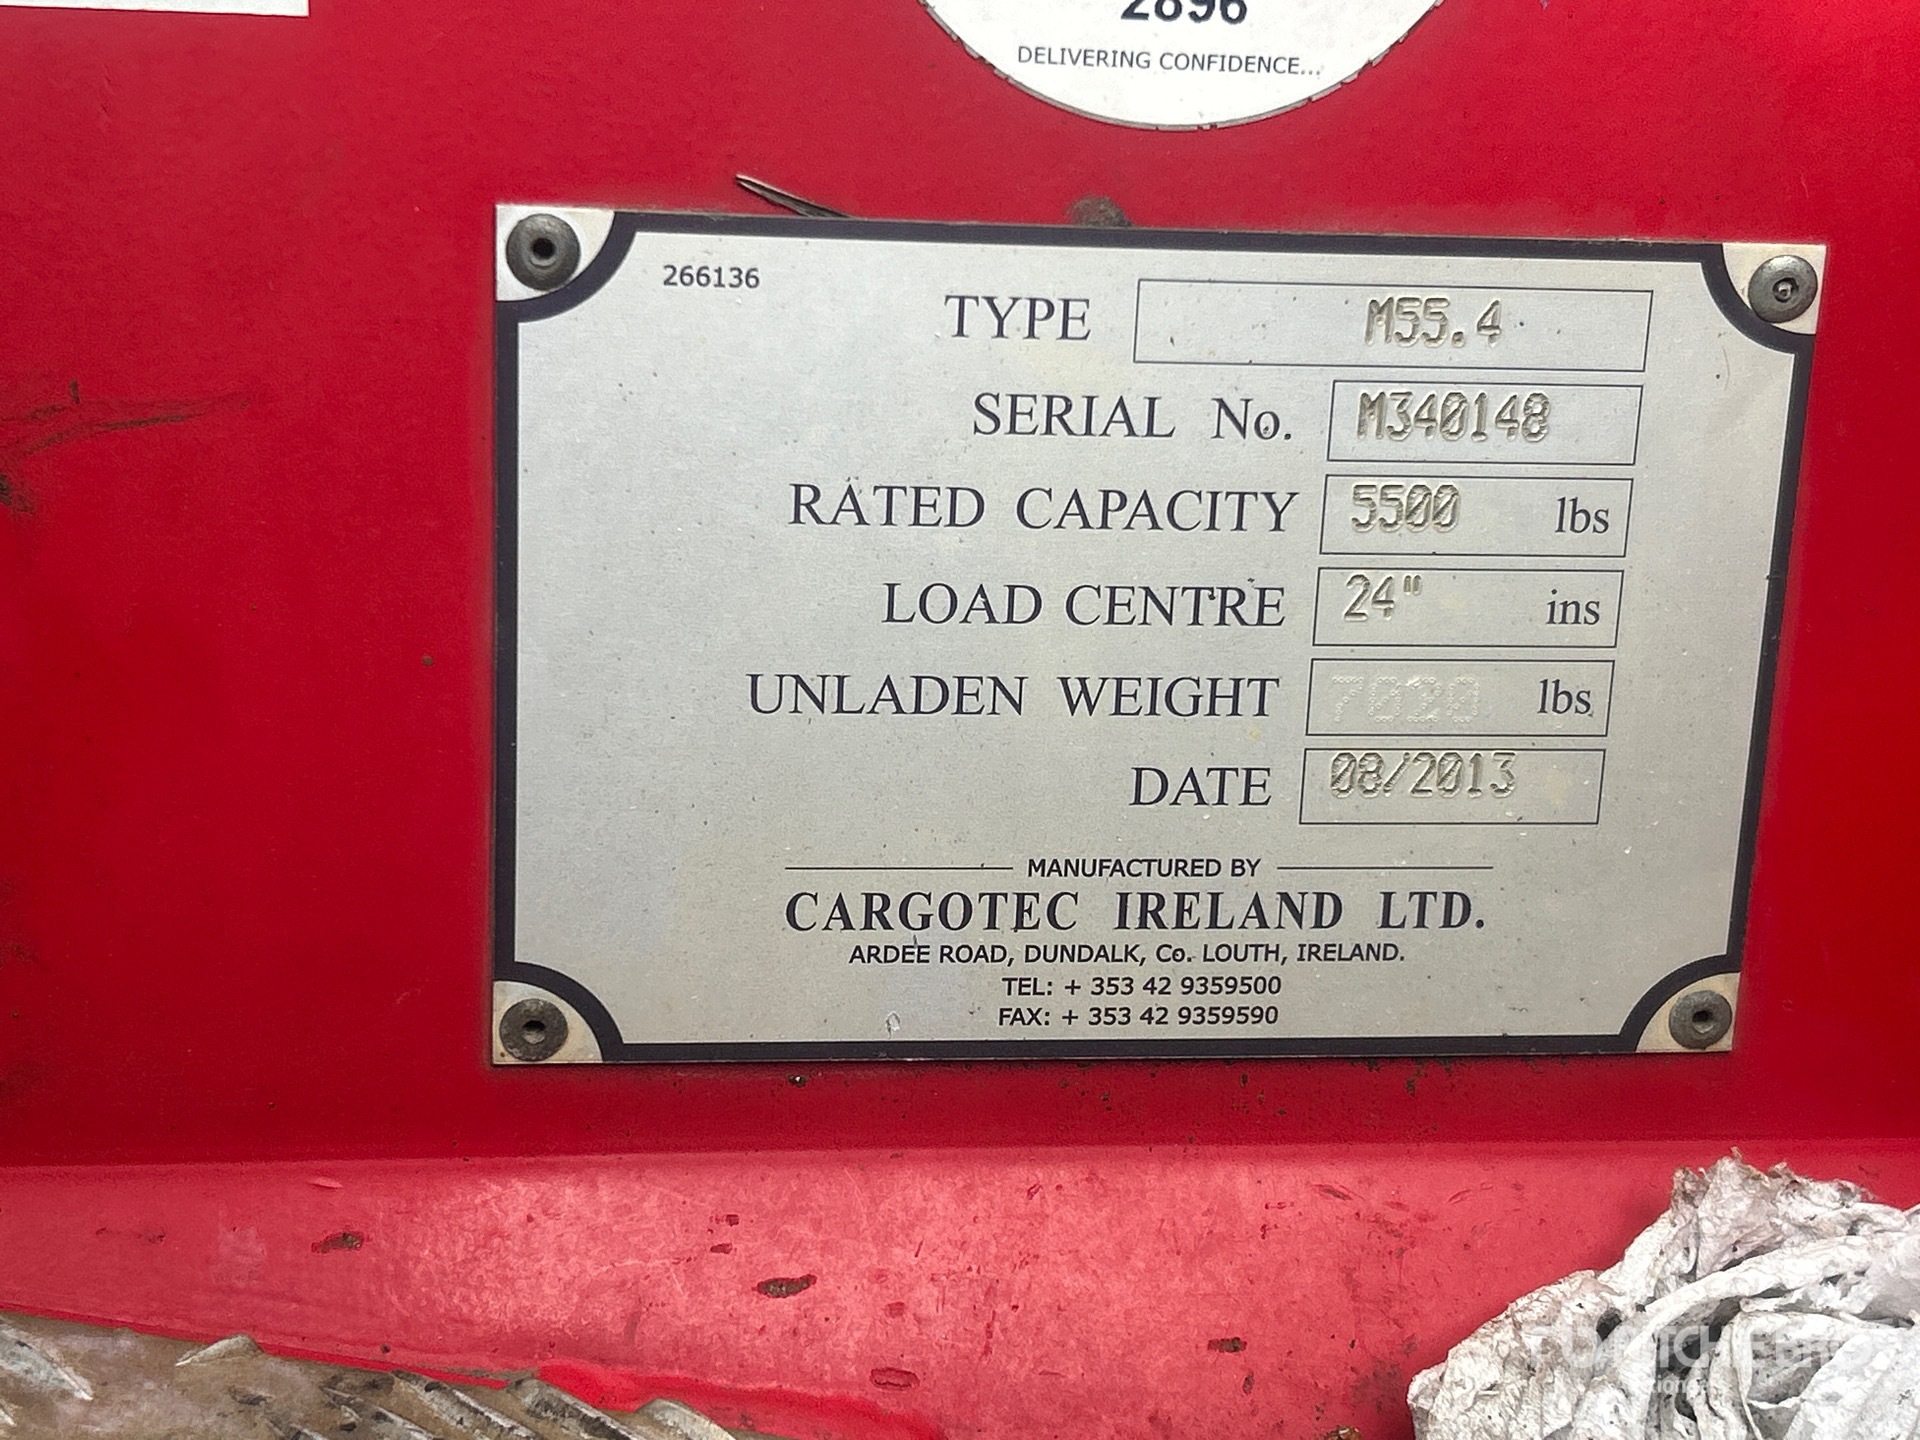 2896
DELIVERING CONFIDENCE...
266136
TYPE M55.4
SERIAL No. M340148
RATED CAPACITY 5500 lbs
LOAD CENTRE 24" ins
UNLADEN WEIGHT lbs
DATE 08/2013
MANUFACTURED BY
CARGOTEC IRELAND LTD.
ARDEE ROAD, DUNDALK, Co. LOUTH, IRELAND.
TEL: + 353 42 9359500
FAX: + 353 42 9359590